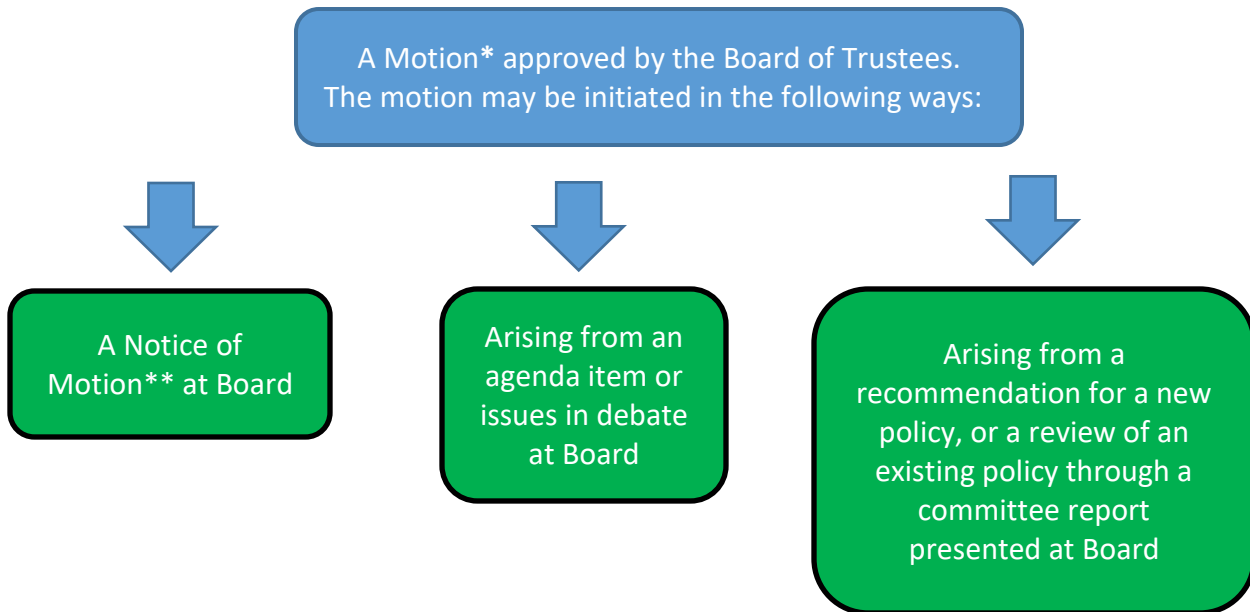 A Motion* approved by the Board of Trustees.
The motion may be initiated in the following ways:
A Notice of
Motion** at Board
Arising from an
agenda item or
issues in debate
at Board
Arising from a
recommendation for a new
policy, or a review of an
existing policy through a
committee report
presented at Board